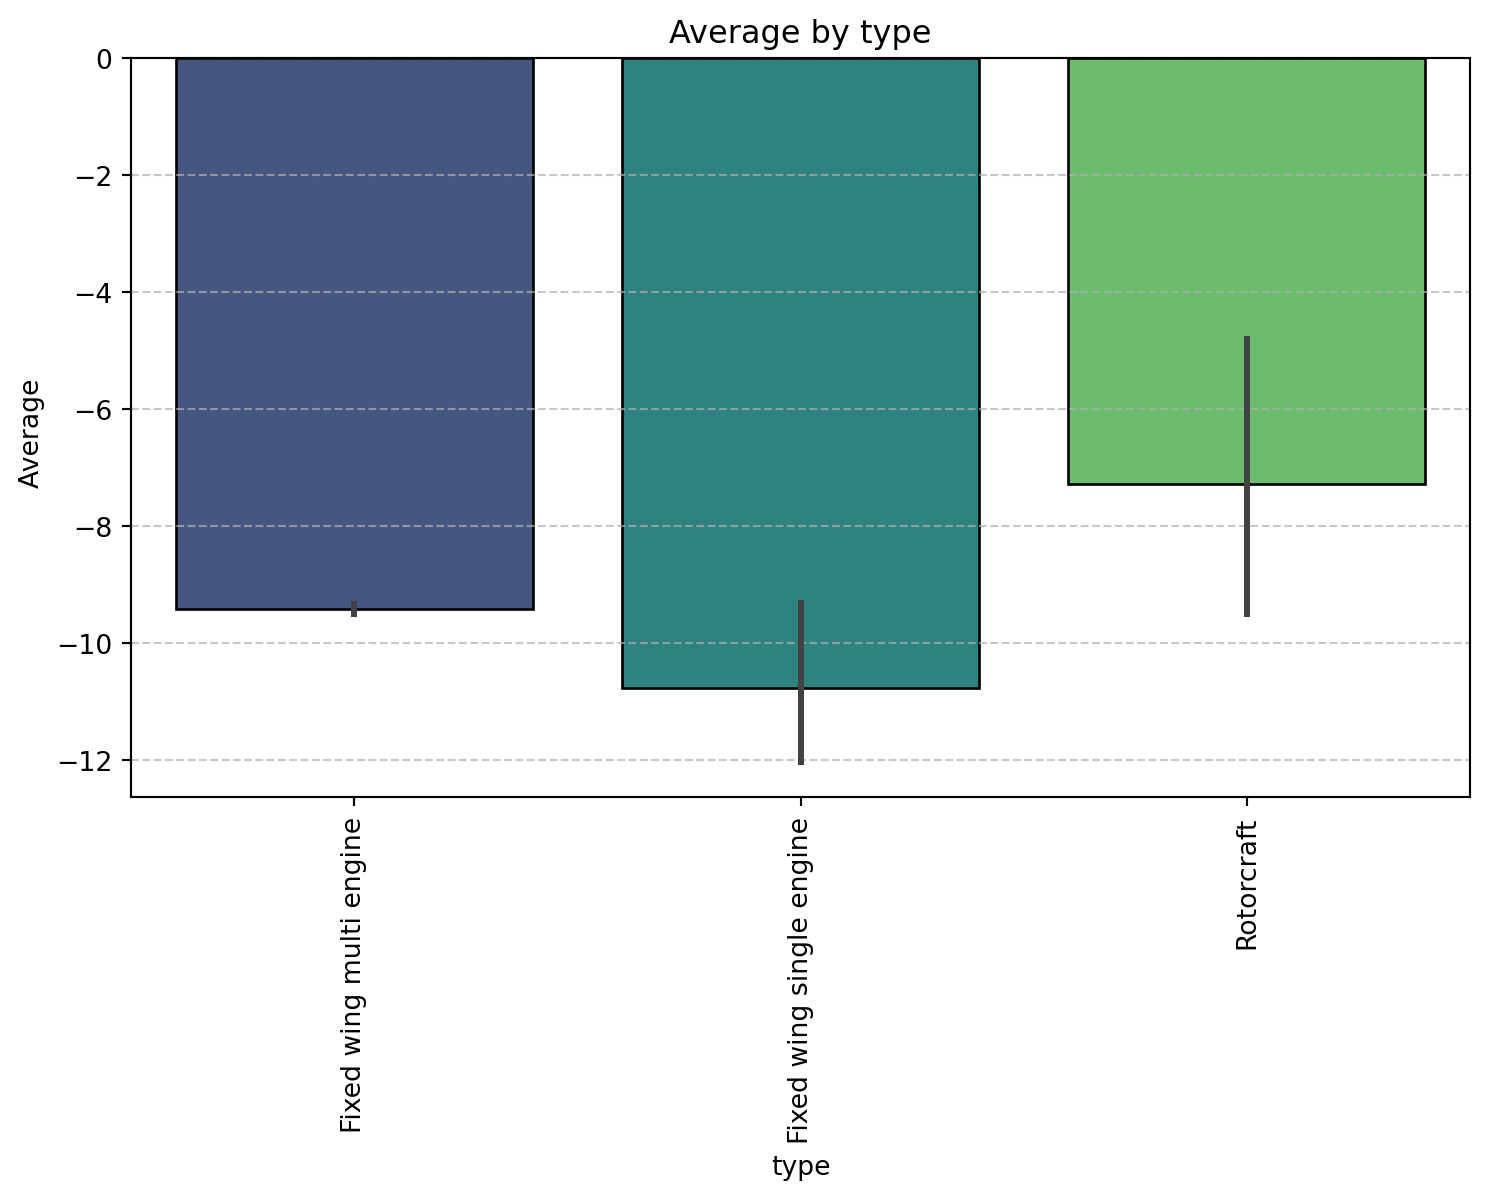 Average by type
0
−2
−4
−6
−8
−10
−12
Average
Fixed wing multi engine
Fixed wing single engine
Rotorcraft
type